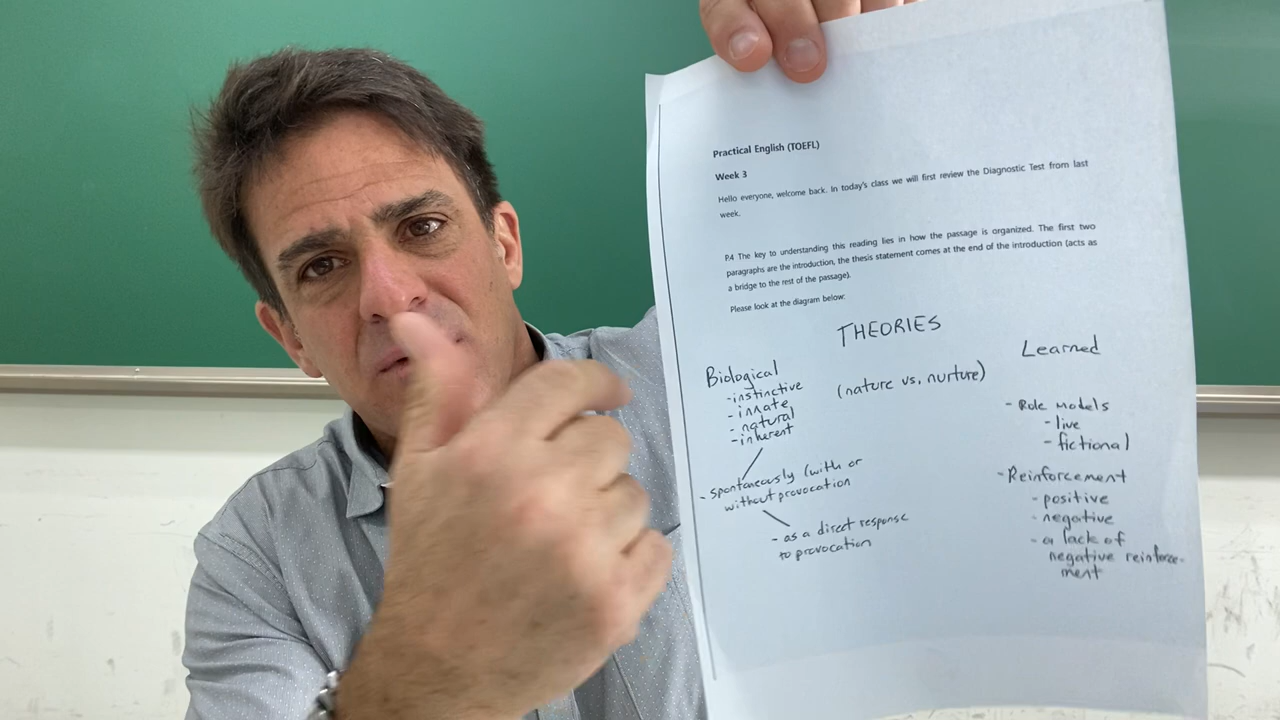 Practical English (TOEFL)
Week 3
Hello everyone, welcome back. In today's class we will first review the Diagnostic Test from last
week.
P.4 The key to understanding this reading lies in how the passage is organized. The first two
paragraphs are the introduction, the thesis statement comes at the end of the introduction (acts as
a bridge to the rest of the passage).
Please look at the diagram below:
THEORIES
(nature vs. nurture)
Biological
- instinctive
- innate
- natural
- inherent
- spontaneously (with or
without provocation
- as a direct response
to provocation
Learned
- Role models
- live
- fictional
- Reinforcement
- positive
- negative
- a lack of
negative reinforce-
ment